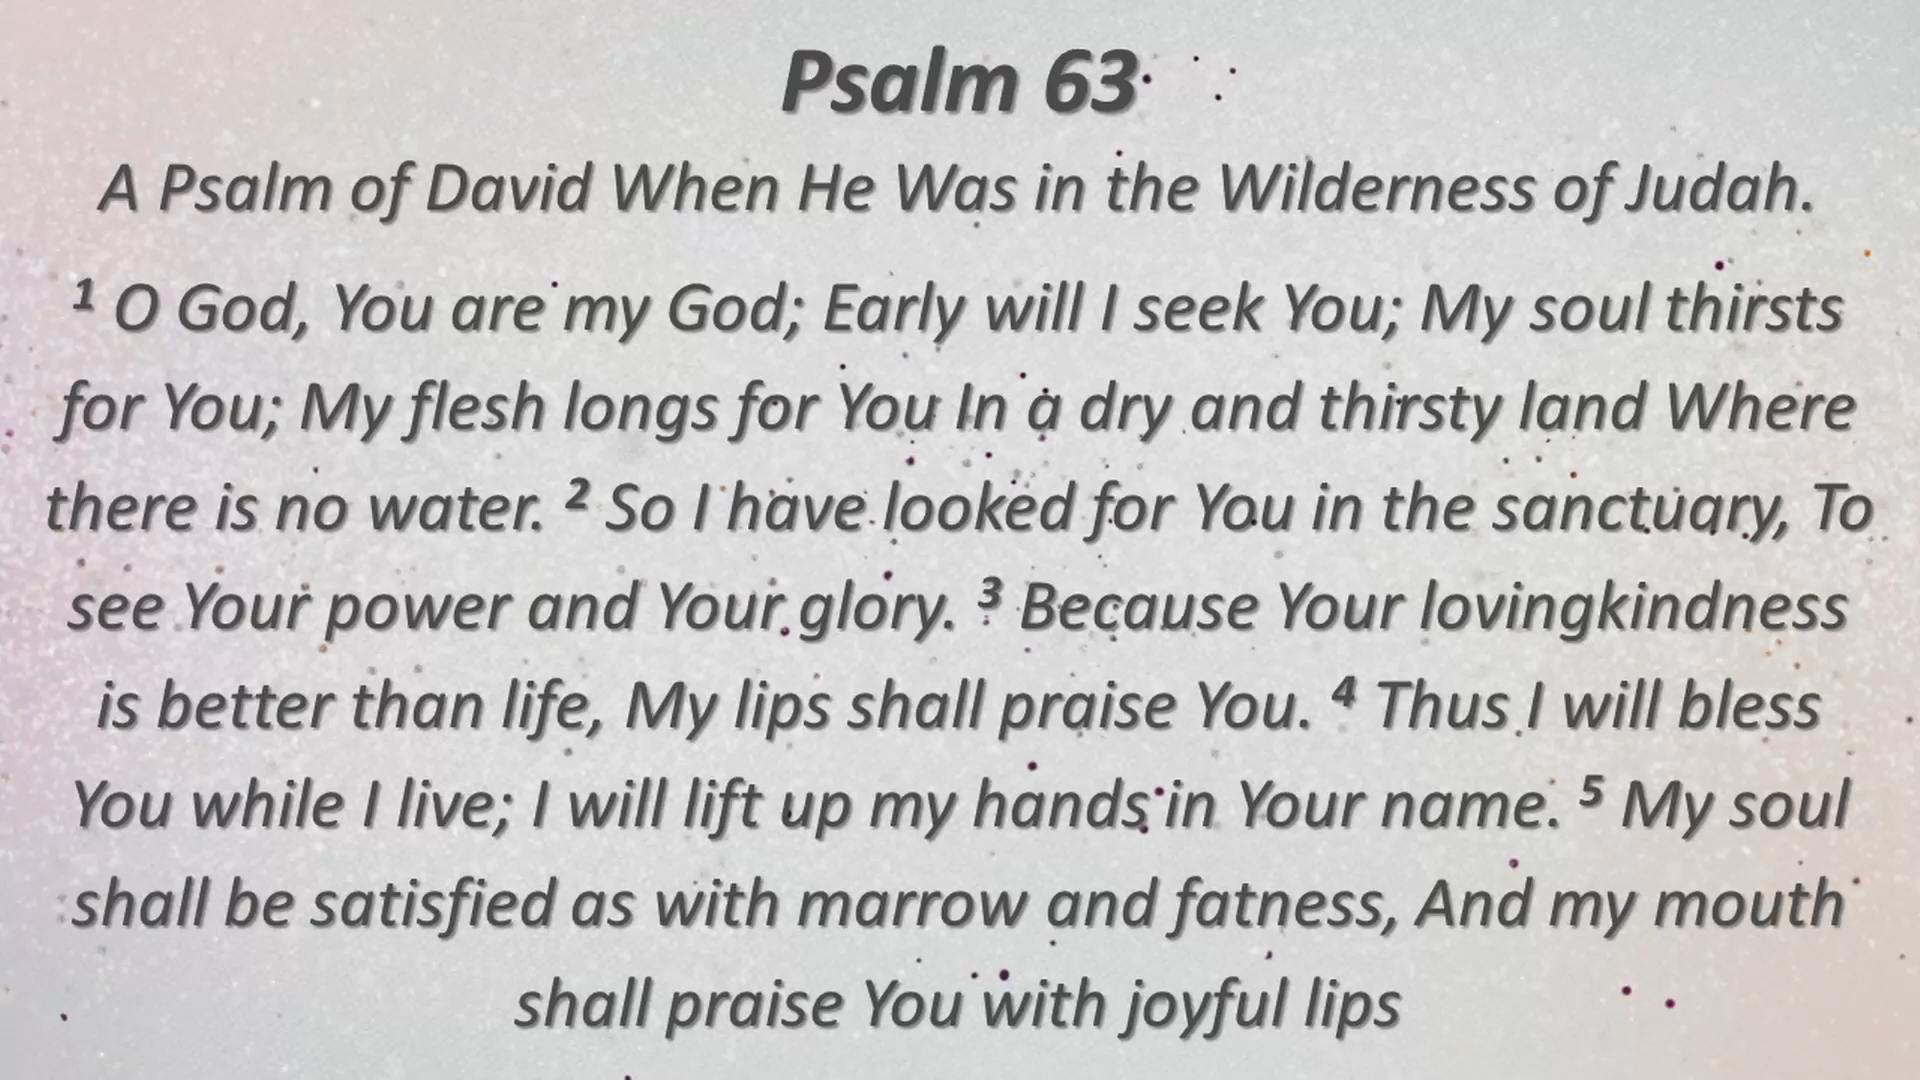 Psalm 63
A Psalm of David When He Was in the Wilderness of Judah.
¹ O God, You are my God; Early will I seek You; My soul thirsts
for You; My flesh longs for You In a dry and thirsty land Where
there is no water. ² So I have looked for You in the sanctuary, To
see Your power and Your glory. ³ Because Your lovingkindness
is better than life, My lips shall praise You. ⁴ Thus I will bless
You while I live; I will lift up my hands in Your name. ⁵ My soul
shall be satisfied as with marrow and fatness, And my mouth
shall praise You with joyful lips